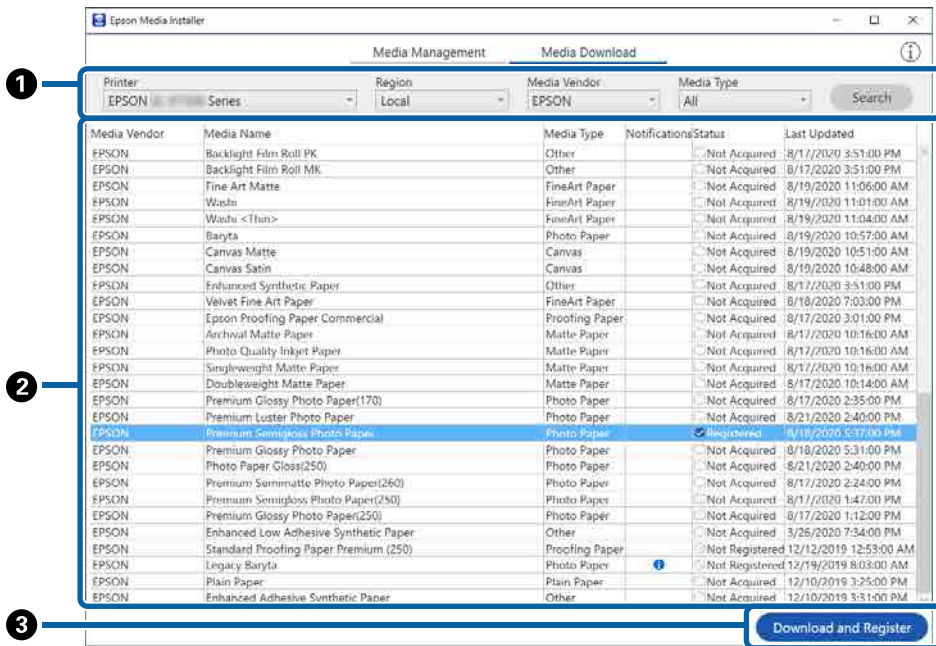 Epson Media Installer
Media Management Media Download
1
Printer Region Media Vendor Media Type
EPSON Series Local EPSON All Search
Media Vendor Media Name Media Type Notifications Status Last Updated
EPSON Backlight Film Roll PK Other Not Acquired 8/17/2020 3:51:00 PM
EPSON Backlight Film Roll MK Other Not Acquired 8/17/2020 3:51:00 PM
EPSON Fine Art Matte FineArt Paper Not Acquired 8/19/2020 11:06:00 AM
EPSON Washi FineArt Paper Not Acquired 8/19/2020 11:01:00 AM
EPSON Washi <Thin> FineArt Paper Not Acquired 8/19/2020 11:04:00 AM
EPSON Baryta Photo Paper Not Acquired 8/19/2020 10:57:00 AM
EPSON Canvas Matte Canvas Not Acquired 8/19/2020 10:51:00 AM
EPSON Canvas Satin Canvas Not Acquired 8/19/2020 10:48:00 AM
EPSON Enhanced Synthetic Paper Other Not Acquired 8/17/2020 3:51:00 PM
EPSON Velvet Fine Art Paper FineArt Paper Not Acquired 8/18/2020 7:03:00 PM
EPSON Epson Proofing Paper Commercial Proofing Paper Not Acquired 8/17/2020 3:01:00 PM
EPSON Archival Matte Paper Matte Paper Not Acquired 8/17/2020 10:16:00 AM
EPSON Photo Quality Inkjet Paper Matte Paper Not Acquired 8/17/2020 10:16:00 AM
EPSON Singleweight Matte Paper Matte Paper Not Acquired 8/17/2020 10:16:00 AM
2
EPSON Doubleweight Matte Paper Matte Paper Not Acquired 8/17/2020 10:14:00 AM
EPSON Premium Glossy Photo Paper(170) Photo Paper Not Acquired 8/17/2020 2:35:00 PM
EPSON Premium Luster Photo Paper Photo Paper Not Acquired 8/21/2020 2:40:00 PM
EPSON Premium Semigloss Photo Paper Photo Paper Registered 8/18/2020 5:37:00 PM
EPSON Premium Glossy Photo Paper Photo Paper Not Acquired 8/18/2020 5:31:00 PM
EPSON Photo Paper Gloss(250) Photo Paper Not Acquired 8/21/2020 2:40:00 PM
EPSON Premium Semimatte Photo Paper(260) Photo Paper Not Acquired 8/17/2020 2:24:00 PM
EPSON Premium Semigloss Photo Paper(250) Photo Paper Not Acquired 8/17/2020 1:47:00 PM
EPSON Premium Glossy Photo Paper(250) Photo Paper Not Acquired 8/17/2020 1:12:00 PM
EPSON Enhanced Low Adhesive Synthetic Paper Other Not Acquired 3/26/2020 7:34:00 PM
EPSON Standard Proofing Paper Premium (250) Proofing Paper Not Registered 12/12/2019 12:53:00 AM
EPSON Legacy Baryta Photo Paper Not Registered 12/19/2019 8:03:00 AM
EPSON Plain Paper Plain Paper Not Acquired 12/10/2019 3:25:00 PM
EPSON Enhanced Adhesive Synthetic Paper Other Not Acquired 12/10/2019 3:31:00 PM
3
Download and Register